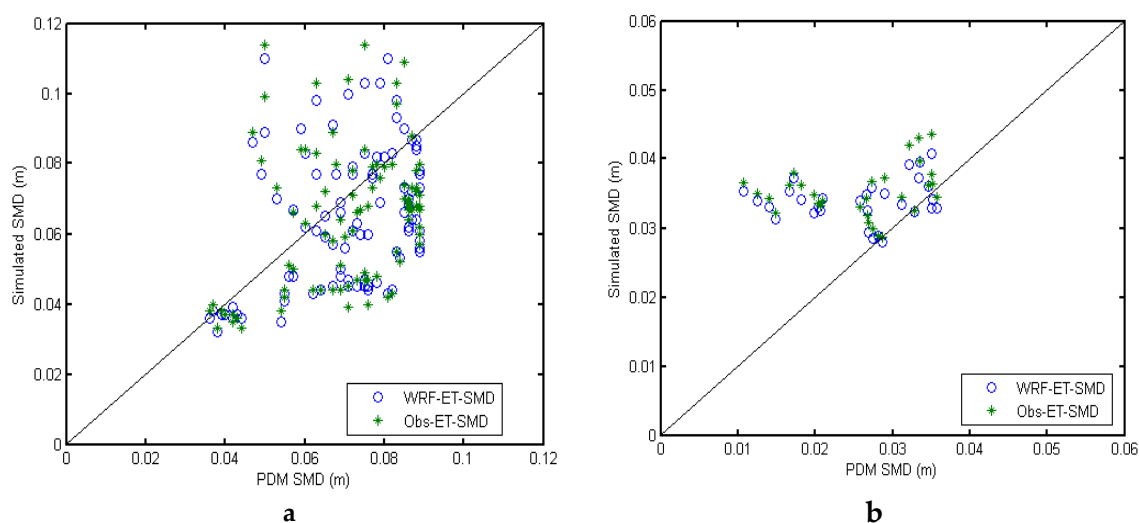 0.12
0.1
0.08
0.06
0.04
0.02
0
Simulated SMD (m)
0 0.02 0.04 0.06 0.08 0.1 0.12
PDM SMD (m)
WRF-ET-SMD
Obs-ET-SMD
a
0.06
0.05
0.04
0.03
0.02
0.01
0
Simulated SMD (m)
0 0.01 0.02 0.03 0.04 0.05 0.06
PDM SMD (m)
WRF-ET-SMD
Obs-ET-SMD
b